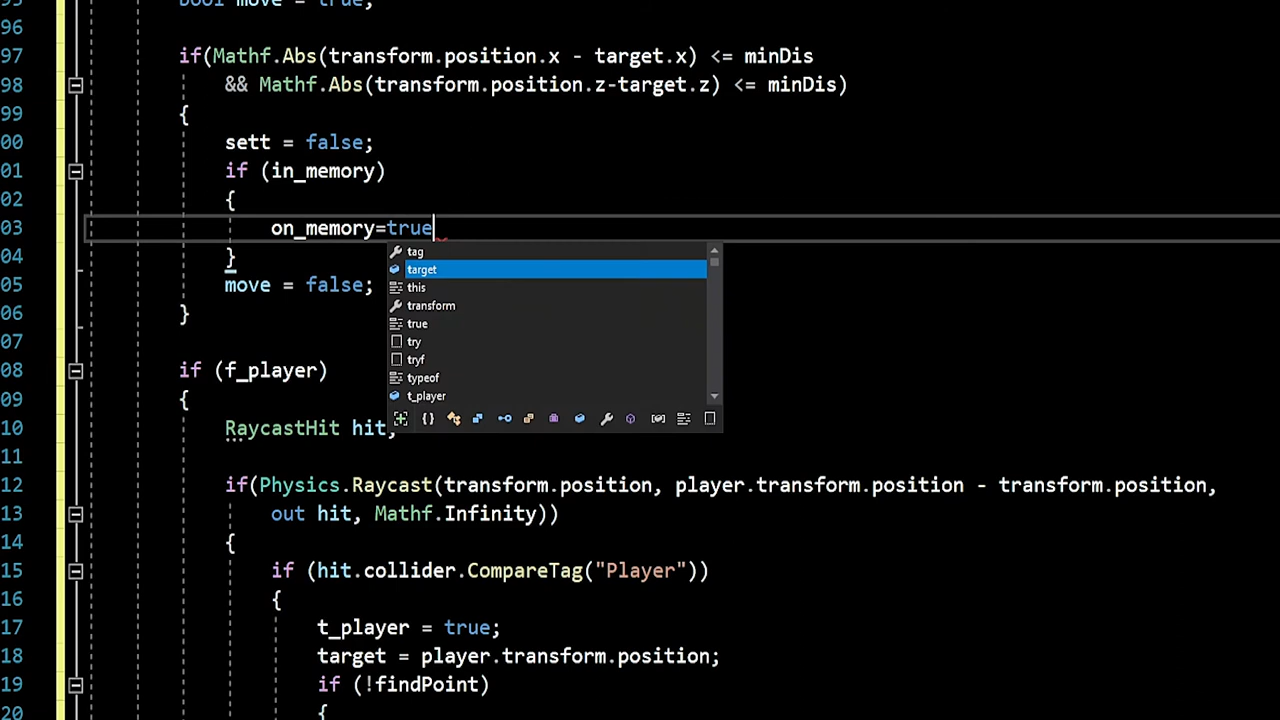 95 bool move = true;
96
97 if(Mathf.Abs(transform.position.x - target.x) <= minDis
98 && Mathf.Abs(transform.position.z-target.z) <= minDis)
99 {
00 sett = false;
01 if (in_memory)
02 {
03 on_memory=true
tag
target
this
transform
true
try
tryf
typeof
t_player
04 }
05 move = false;
06 }
07
08 if (f_player)
09 {
10 RaycastHit hit;
11
12 if(Physics.Raycast(transform.position, player.transform.position - transform.position,
13 out hit, Mathf.Infinity))
14 {
15 if (hit.collider.CompareTag("Player"))
16 {
17 t_player = true;
18 target = player.transform.position;
19 if (!findPoint)
20 {